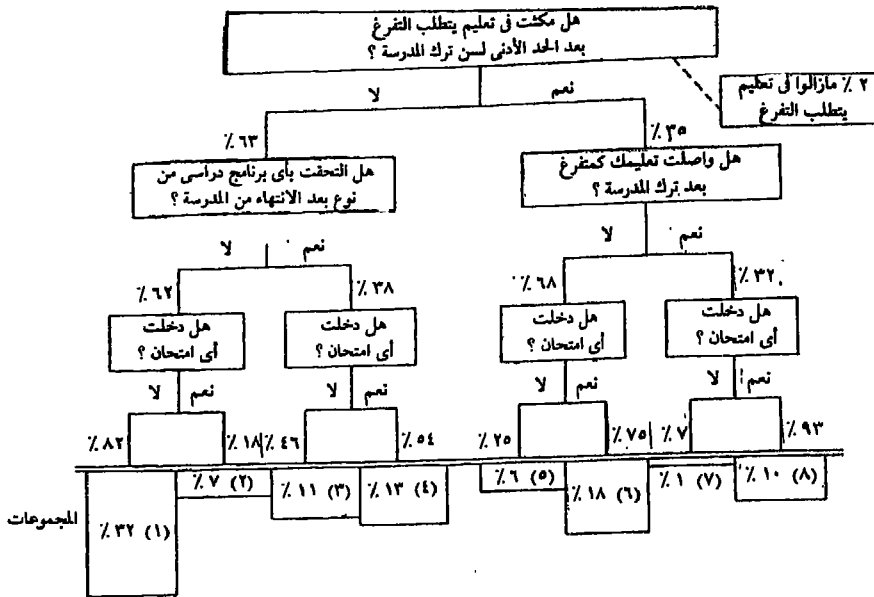 هل مكثت فى تعليم يتطلب التفرغ
بعد الحد الأدنى لسن ترك المدرسة ؟
٢ ٪ مازالوا فى تعليم
يتطلب التفرغ
لا
نعم
٪ ٦٣
٪ ٣٥
هل التحقت بأى برنامج دراسى من
نوع بعد الانتهاء من المدرسة ؟
هل واصلت تعليمك كمتفرغ
بعد ترك المدرسة ؟
لا
نعم
لا
نعم
٪ ٦٢
٪ ٣٨
٪ ٦٨
٪ ٣٢
هل دخلت
أى امتحان ؟
هل دخلت
أى امتحان ؟
هل دخلت
أى امتحان ؟
هل دخلت
أى امتحان ؟
لا
نعم
لا
نعم
لا
نعم
لا
نعم
٪ ٨٢
٪ ١٨
٪ ٤٦
٪ ٥٤
٪ ٢٥
٪ ٧٥
٪ ٧
٪ ٩٣
المجموعات
٪ ٣٢ (١)
٪ ٧ (٢)
٪ ١١ (٣)
٪ ١٣ (٤)
٪ ٦ (٥)
٪ ١٨ (٦)
٪ ١ (٧)
٪ ١٠ (٨)